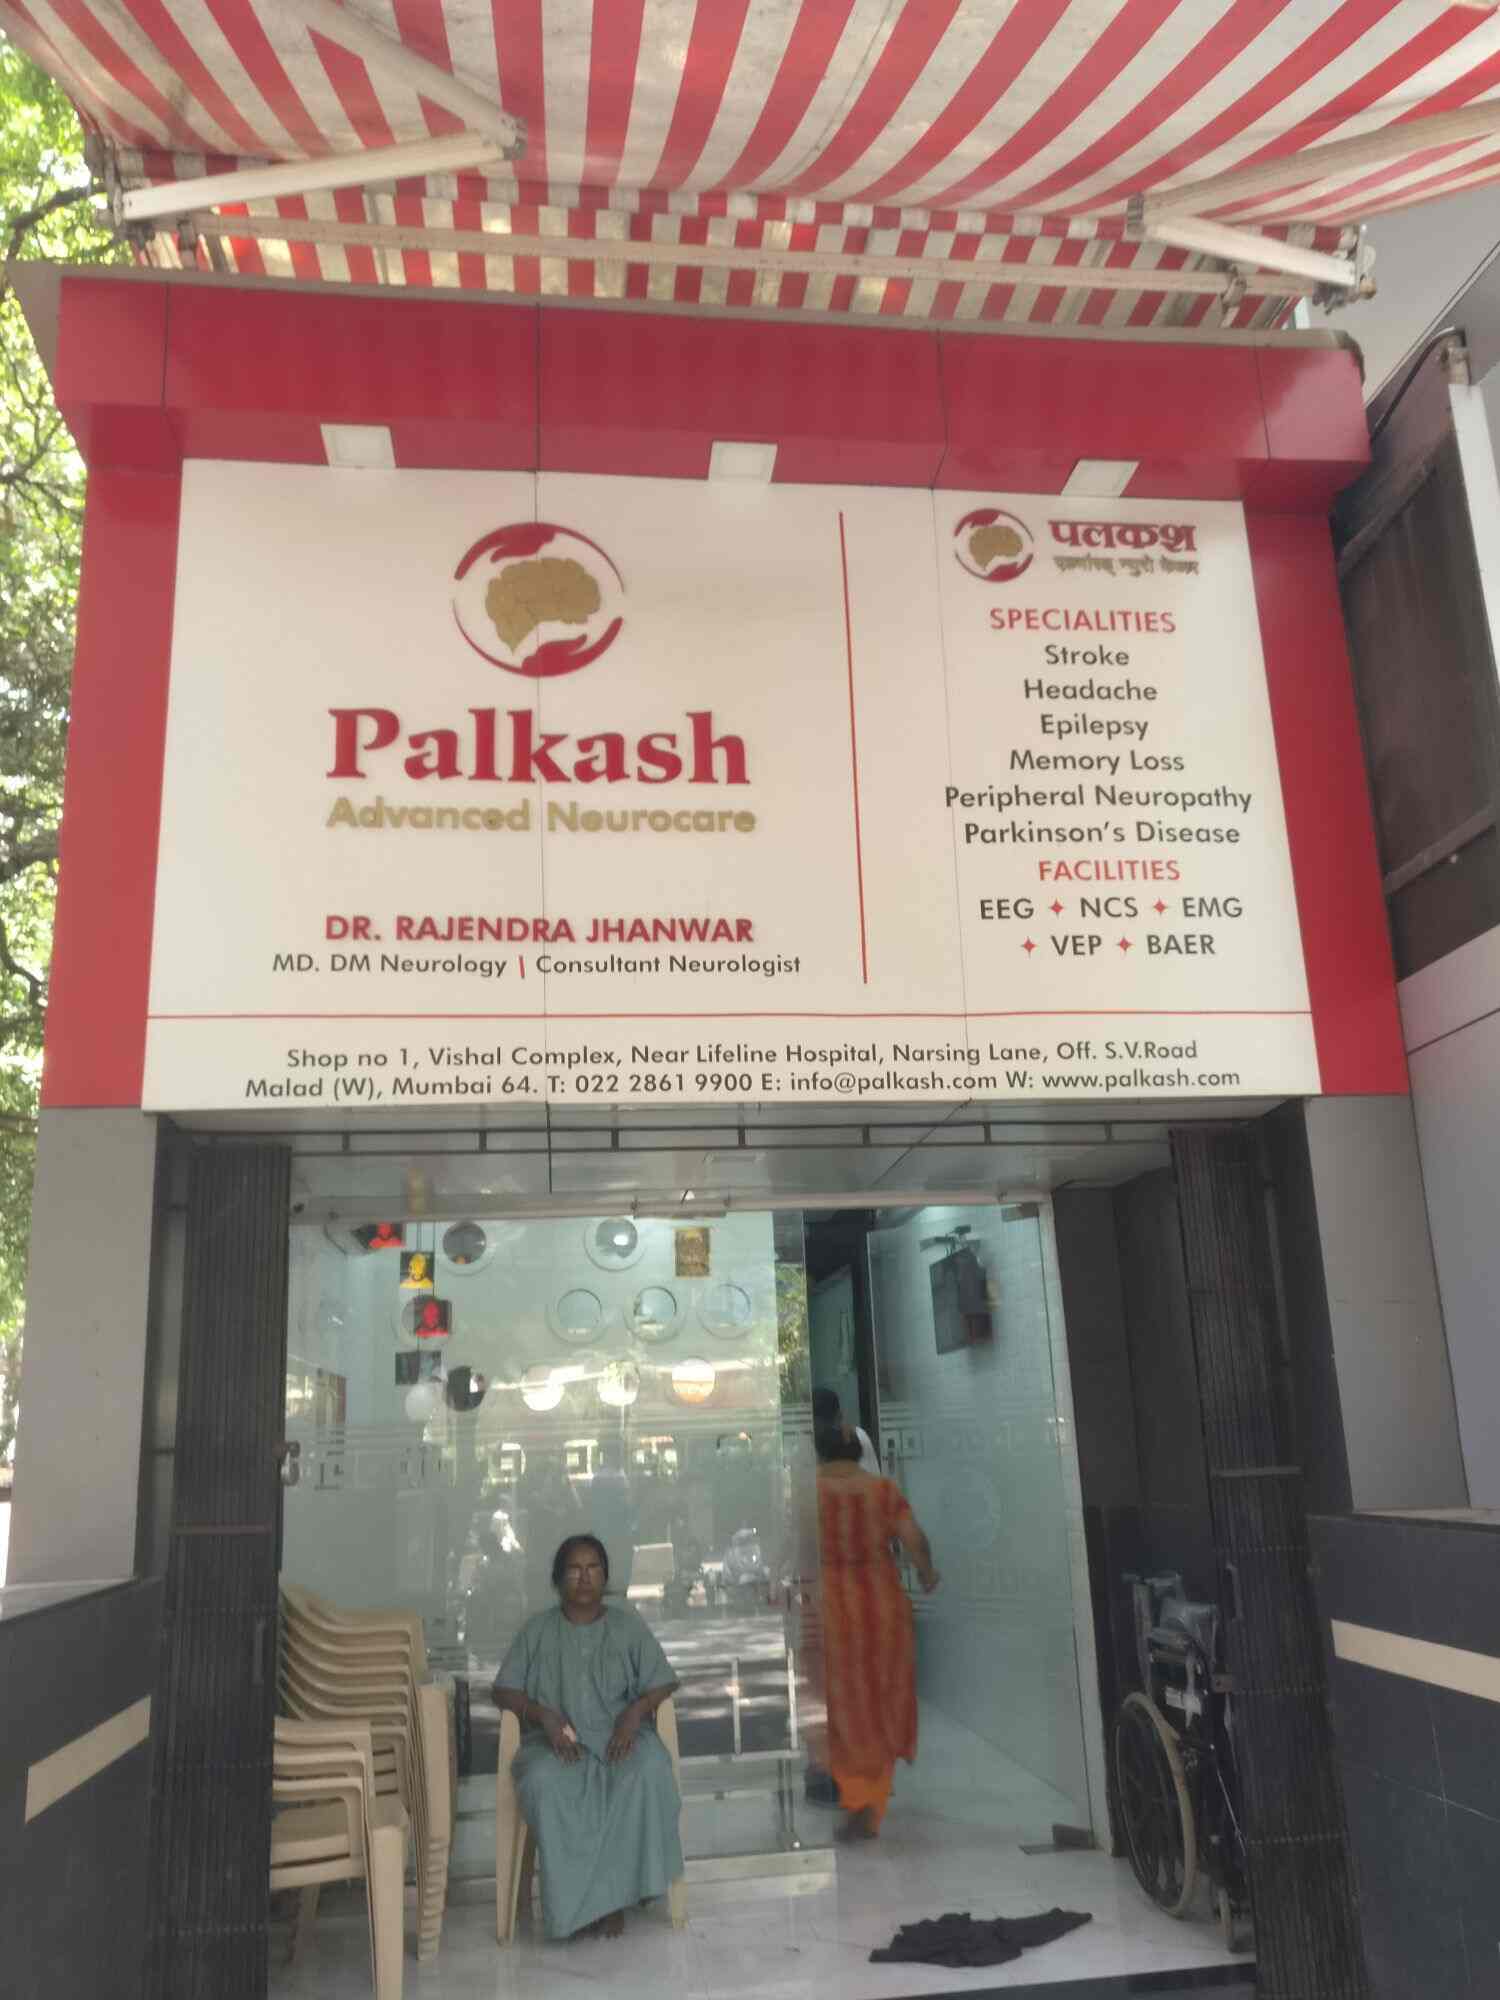 Palkash
Advanced Neurocare
DR. RAJENDRA JHANWAR
MD. DM Neurology | Consultant Neurologist
पलकश
न्युरो केअर
SPECIALITIES
Stroke
Headache
Epilepsy
Memory Loss
Peripheral Neuropathy
Parkinson's Disease
FACILITIES
EEG ✦ NCS ✦ EMG
✦ VEP ✦ BAER
Shop no 1, Vishal Complex, Near Lifeline Hospital, Narsing Lane, Off. S.V.Road
Malad (W), Mumbai 64. T: 022 2861 9900 E: info@palkash.com W: www.palkash.com